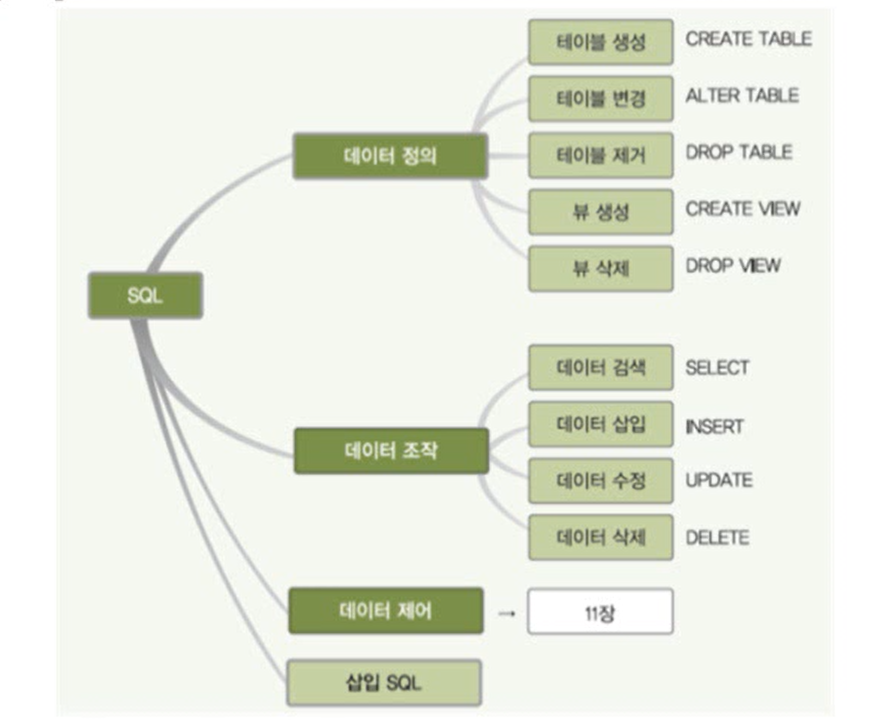 테이블 생성 CREATE TABLE
테이블 변경 ALTER TABLE
데이터 정의 테이블 제거 DROP TABLE
뷰 생성 CREATE VIEW
뷰 삭제 DROP VIEW
SQL
데이터 검색 SELECT
데이터 삽입 INSERT
데이터 조작
데이터 수정 UPDATE
데이터 삭제 DELETE
데이터 제어 → 11장
삽입 SQL